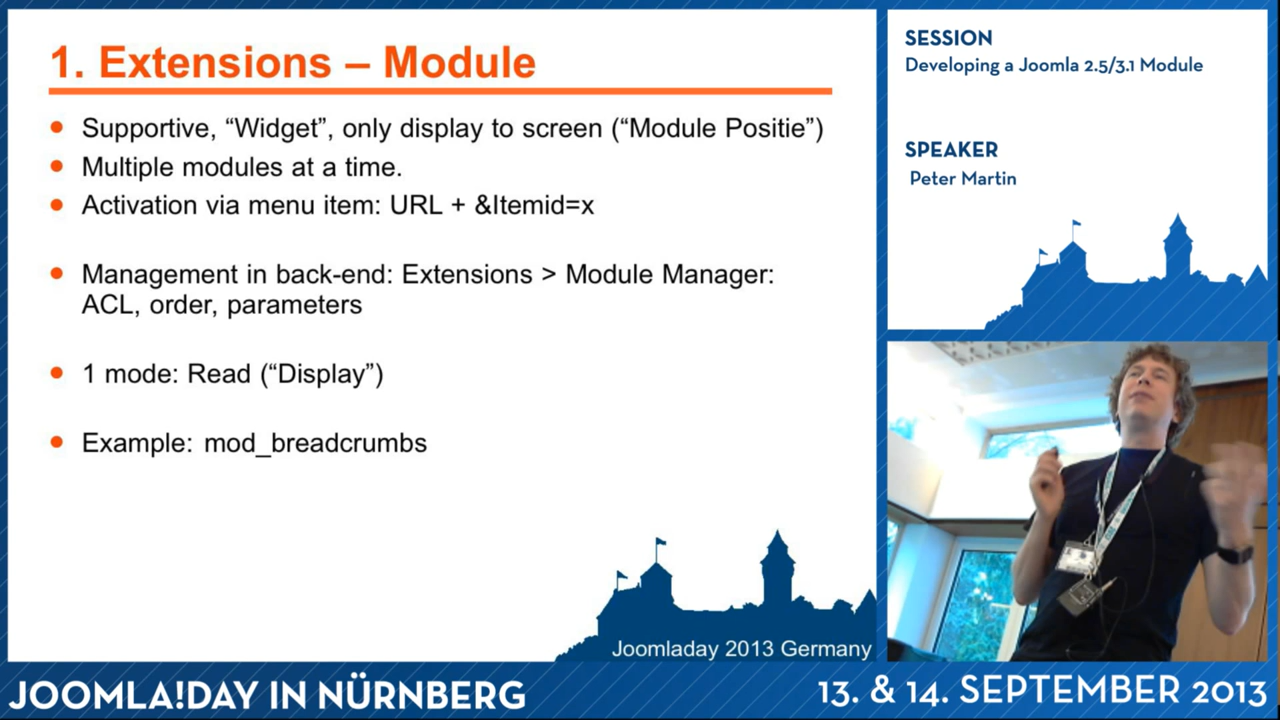 1. Extensions – Module
Supportive, “Widget”, only display to screen (“Module Positie”)
Multiple modules at a time.
Activation via menu item: URL + &Itemid=x
Management in back-end: Extensions > Module Manager:
ACL, order, parameters
1 mode: Read (“Display”)
Example: mod_breadcrumbs
Joomladay 2013 Germany
SESSION
Developing a Joomla 2.5/3.1 Module
SPEAKER
Peter Martin
JOOMLA!DAY IN NÜRNBERG
13. & 14. SEPTEMBER 2013